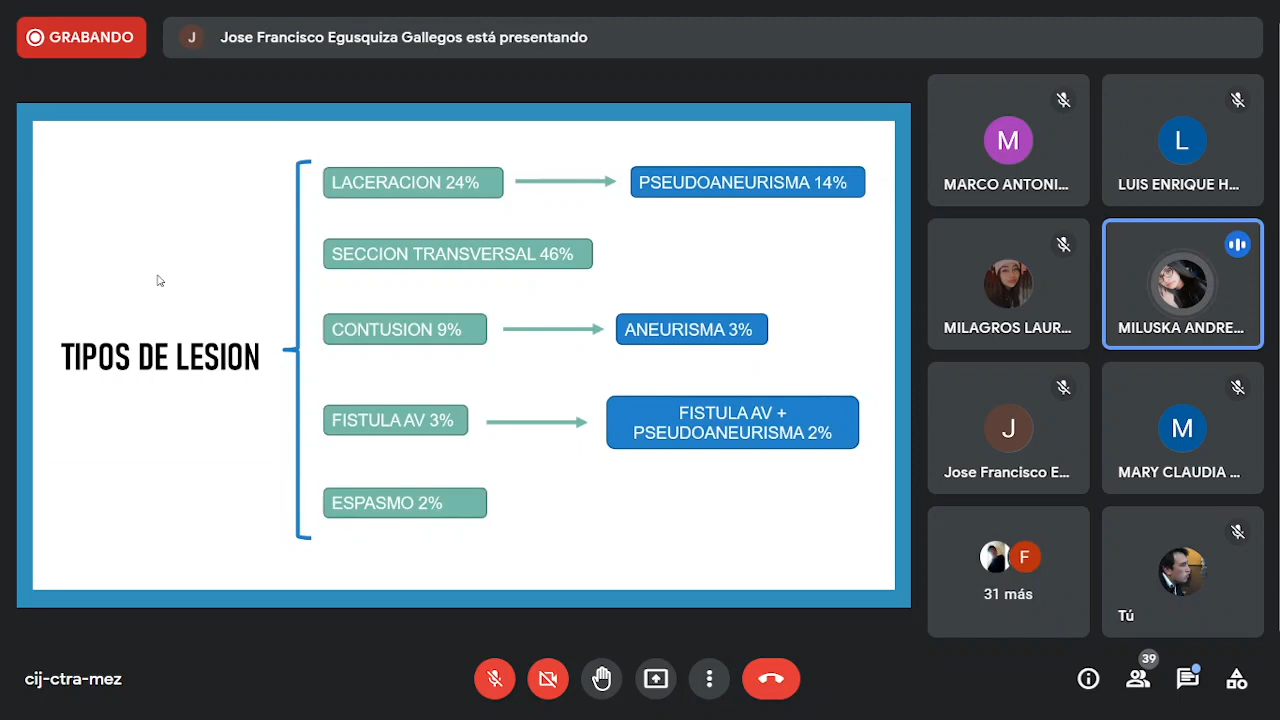 GRABANDO
J
Jose Francisco Egusquiza Gallegos está presentando
TIPOS DE LESION
LACERACION 24%
PSEUDOANEURISMA 14%
SECCION TRANSVERSAL 46%
CONTUSION 9%
ANEURISMA 3%
FISTULA AV 3%
FISTULA AV +
PSEUDOANEURISMA 2%
ESPASMO 2%
M
MARCO ANTONI...
L
LUIS ENRIQUE H...
MILAGROS LAUR...
MILUSKA ANDRE...
J
Jose Francisco E...
M
MARY CLAUDIA ...
F
31 más
Tú
cij-ctra-mez
39